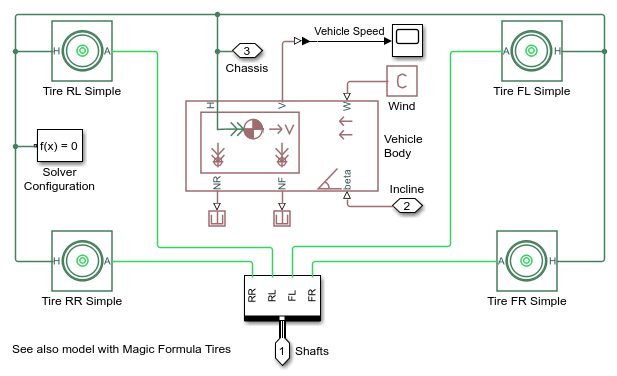 H A
Tire RL Simple
3
Chassis
Vehicle Speed
C
Wind
A H
Tire FL Simple
f(x) = 0
Solver
Configuration
H V W
V
NR NF beta
Vehicle
Body
Incline
2
H A
Tire RR Simple
RR RL FL FR
A H
Tire FR Simple
See also model with Magic Formula Tires
1
Shafts